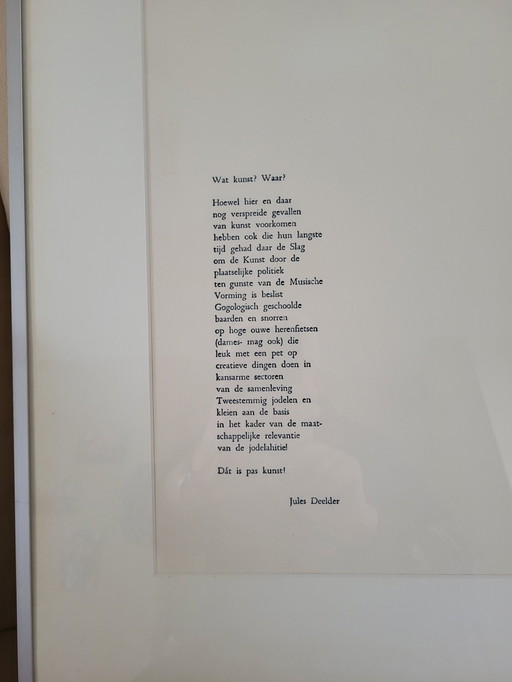 Wat kunst? Waar?
Hoewel hier en daar
nog verspreide gevallen
van kunst voorkomen
hebben ook die hun langste
tijd gehad daar de Slag
om de Kunst door de
plaatselijke politiek
ten gunste van de Musische
Vorming is beslist
Gogologisch geschoolde
baarden en snorren
op hoge ouwe herenfietsen
(dames- mag ook) die
leuk met een pet op
creatieve dingen doen in
kansarme sectoren
van de samenleving
Tweestemmig jodelen en
kleien aan de basis
in het kader van de maat-
schappelijke relevantie
van de jodelahitie!
Dát is pas kunst!
Jules Deelder